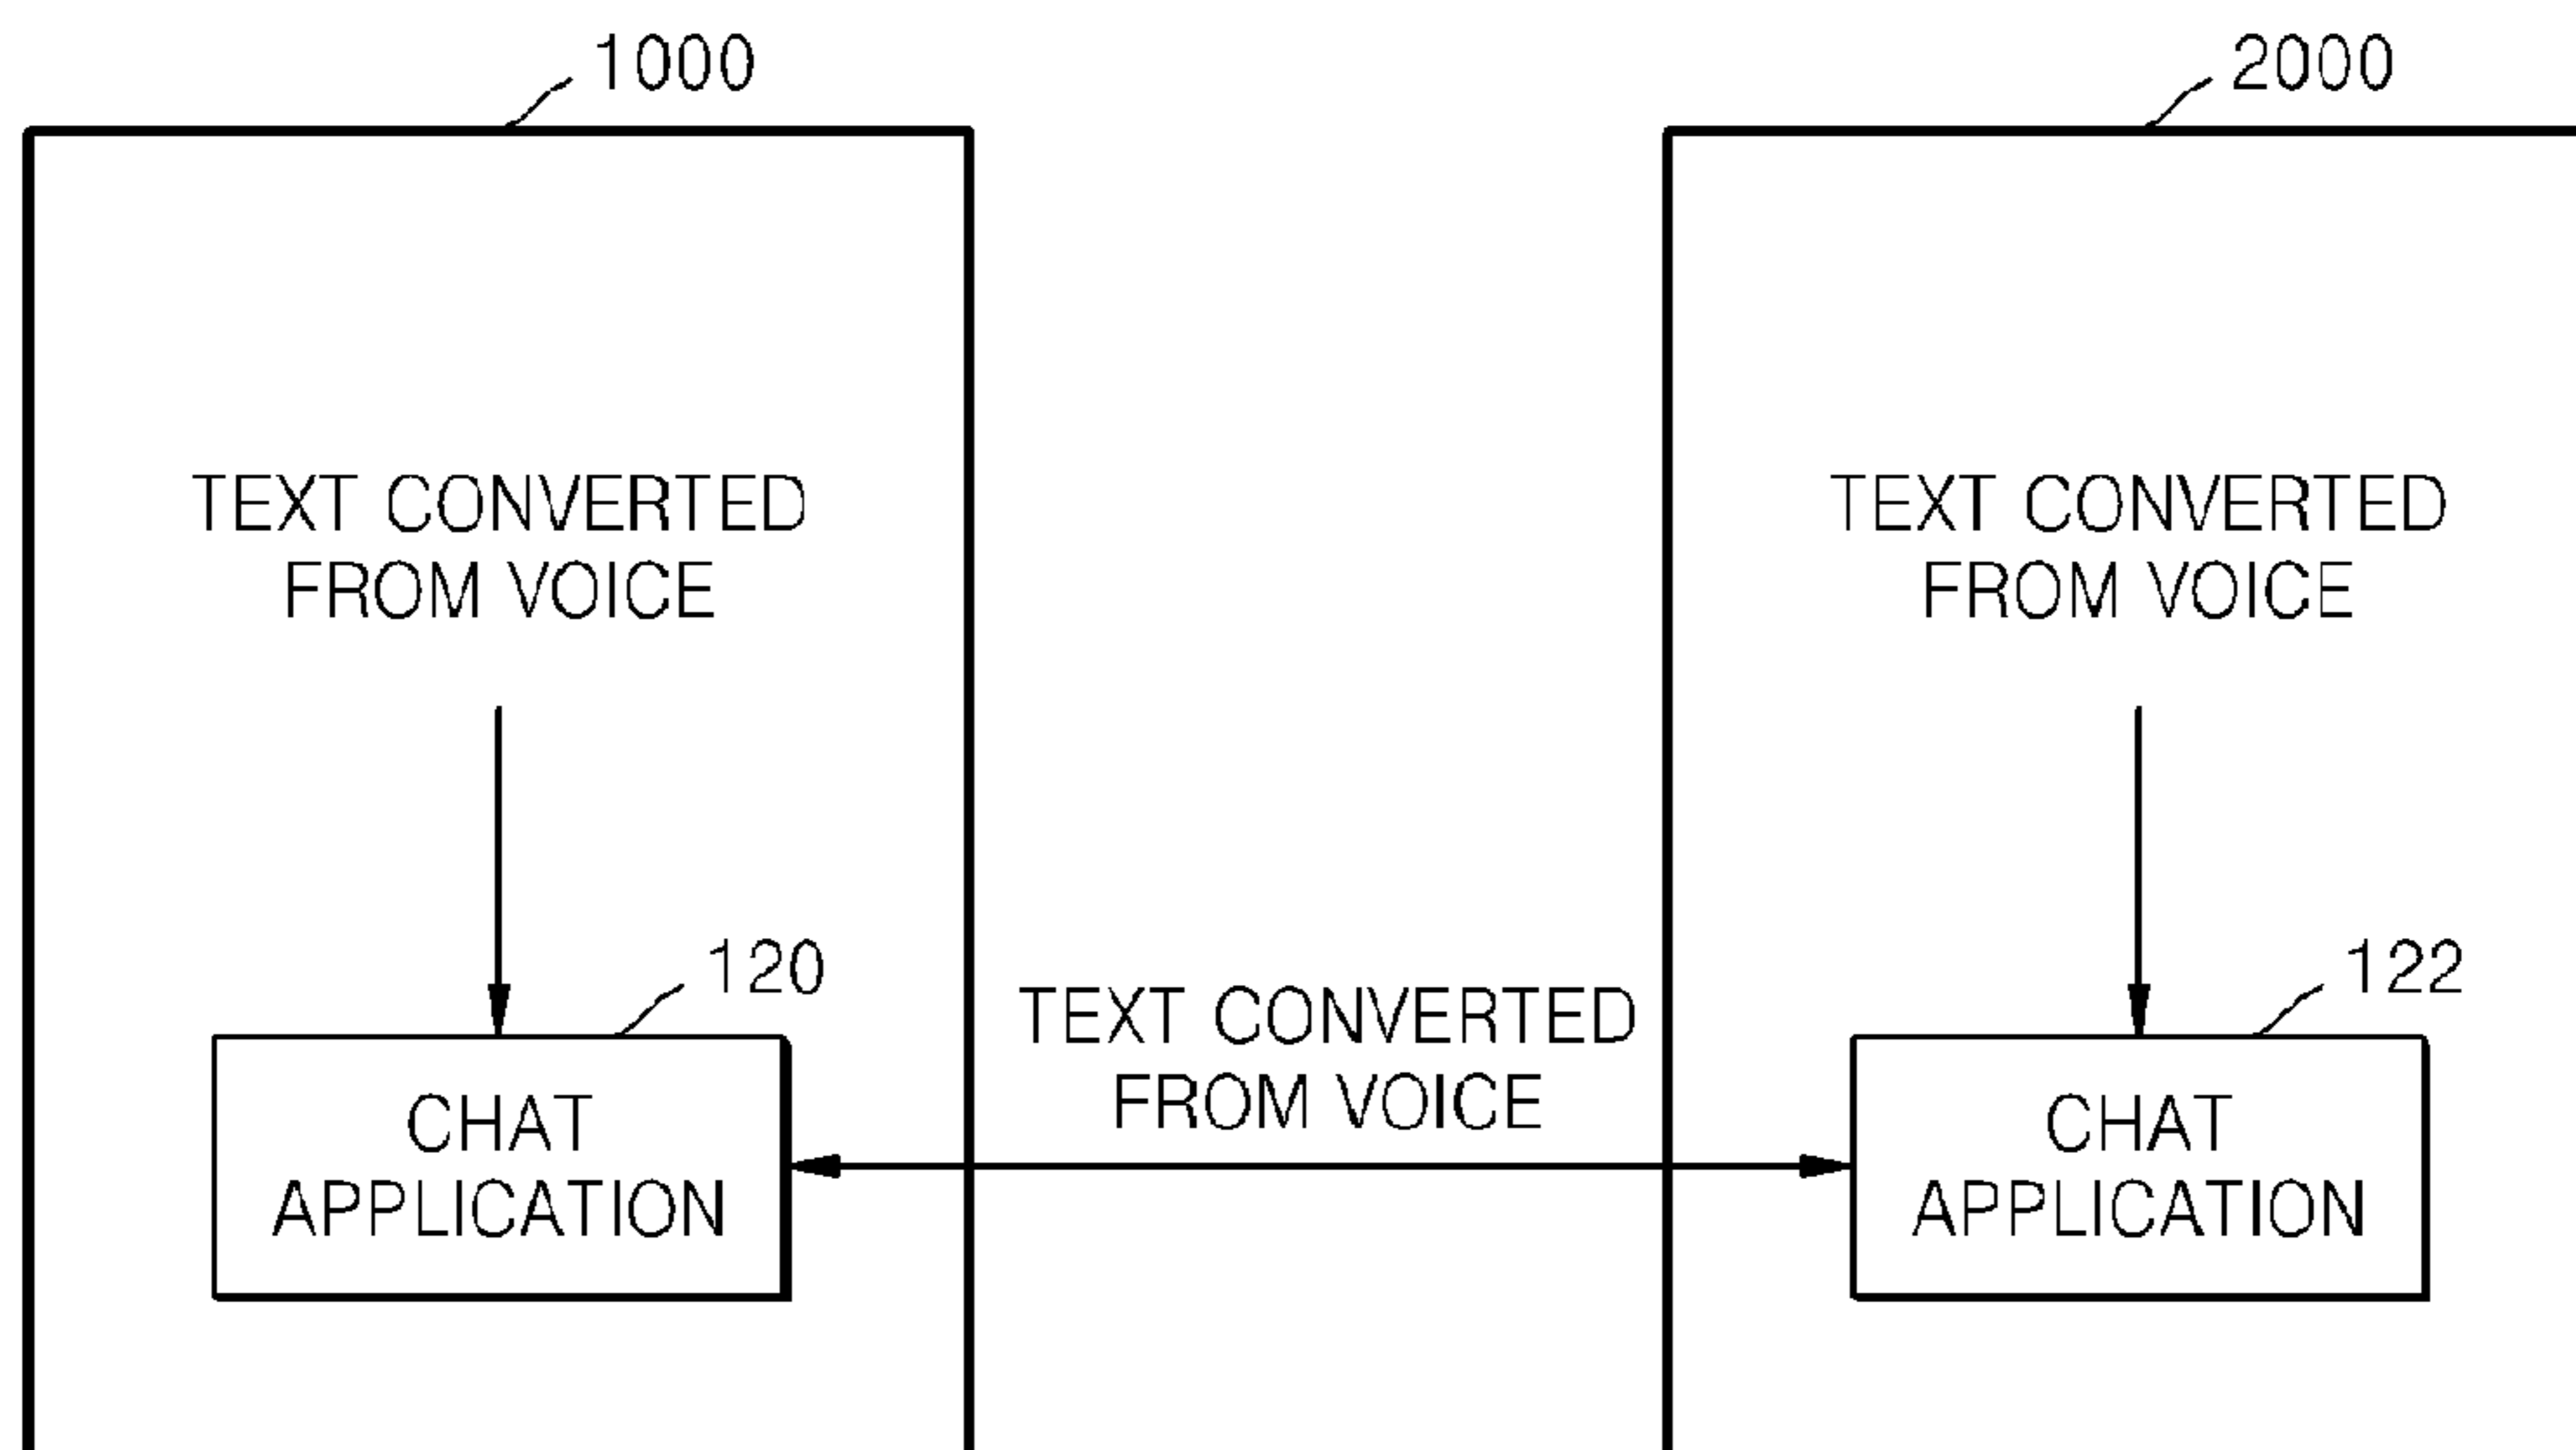 1000
2000
TEXT CONVERTED
FROM VOICE
TEXT CONVERTED
FROM VOICE
120
122
TEXT CONVERTED
FROM VOICE
CHAT
APPLICATION
CHAT
APPLICATION